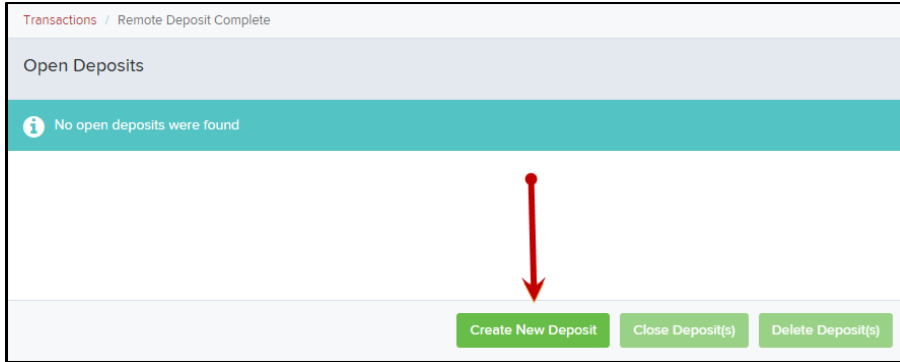 Transactions / Remote Deposit Complete
Open Deposits
No open deposits were found
Create New Deposit Close Deposit(s) Delete Deposit(s)